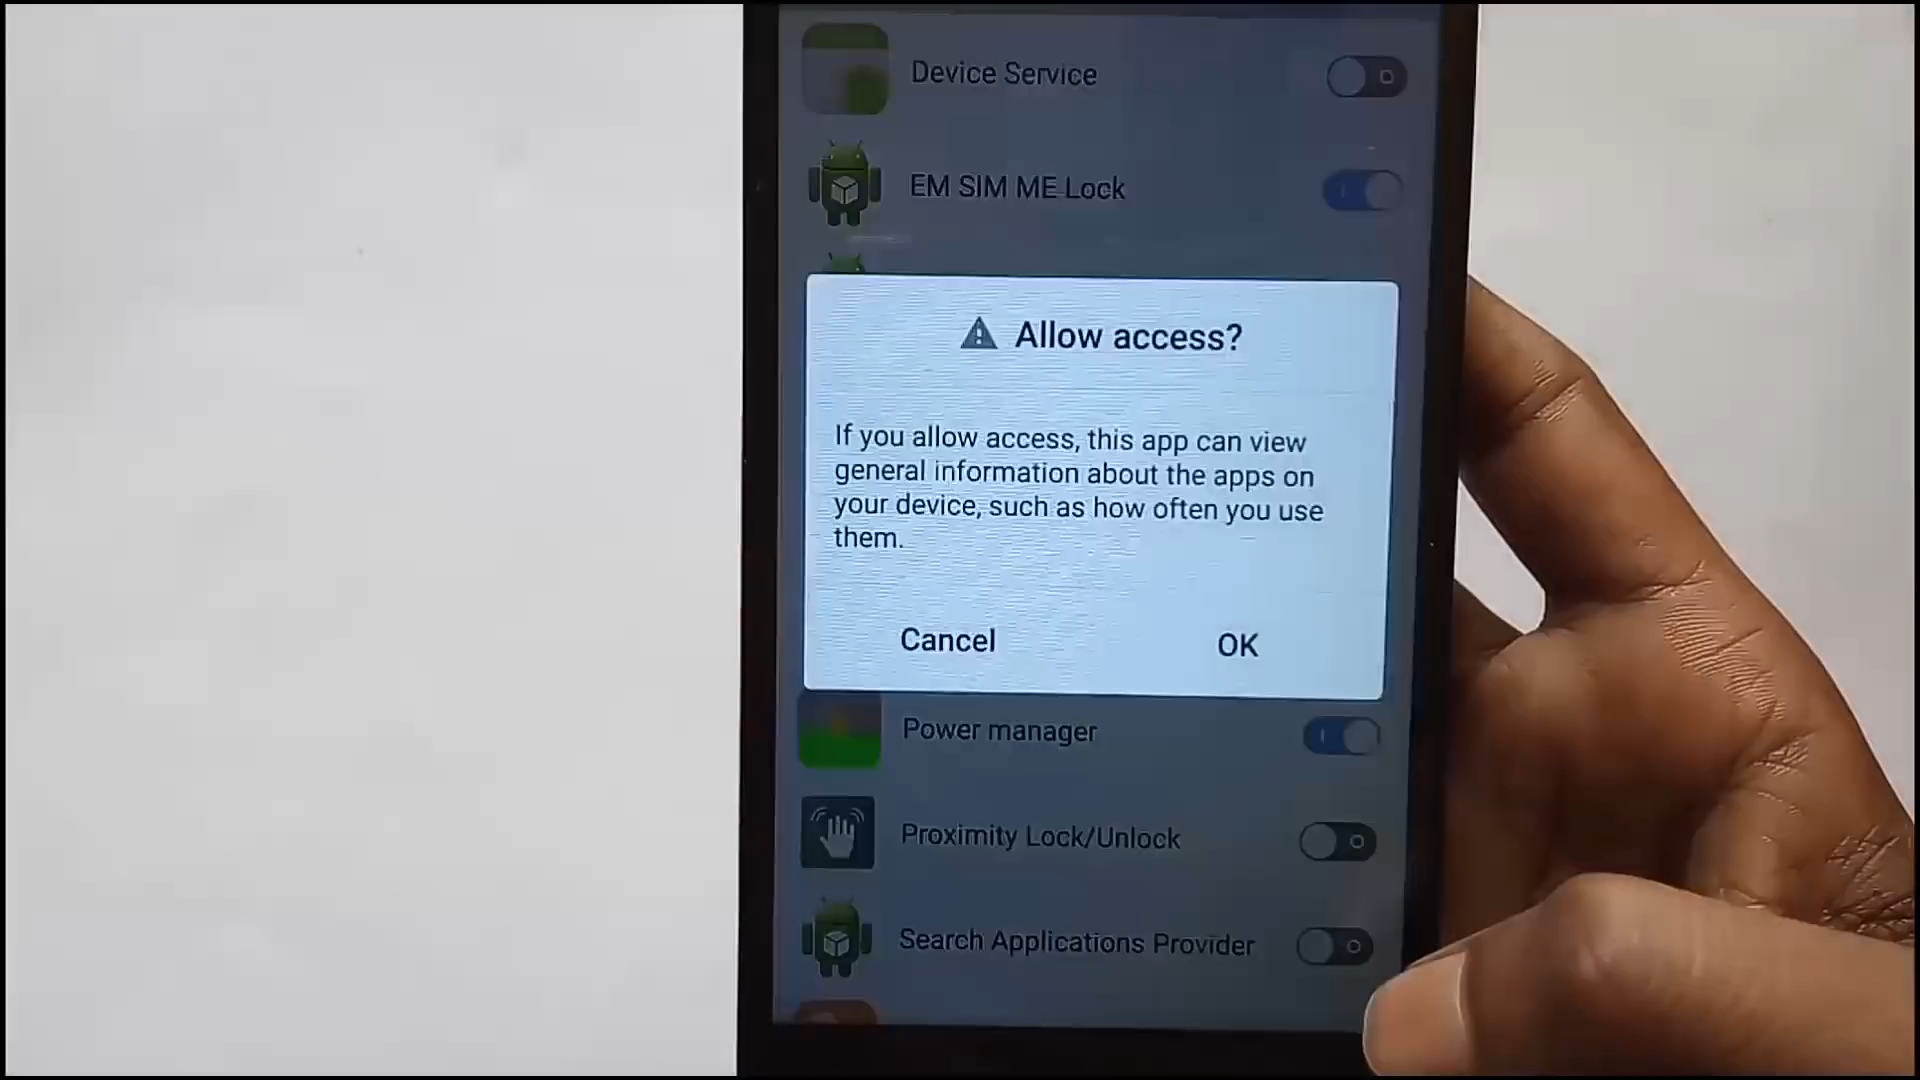 Device Service
EM SIM ME Lock
Allow access?
If you allow access, this app can view
general information about the apps on
your device, such as how often you use
them.
Cancel
OK
Power manager
Proximity Lock/Unlock
Search Applications Provider